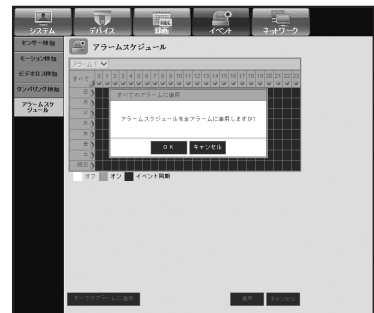 システム デバイス 録画 イベント ネットワーク
センサー検知
モーション検知
ビデオロス検知
タンパリング検知
アラームスケジュール
アラームスケジュール
アラーム1
すべて 0 1 2 3 4 5 6 7 8 9 10 11 12 13 14 15 16 17 18 19 20 21 22 23
日
月
火
水
木
金
土
祝日
すべてのアラームに適用
アラームスケジュールを全アラームに適用しますか?
OK キャンセル
オフ オン イベント同期
すべてのアラームに適用 適用 キャンセル